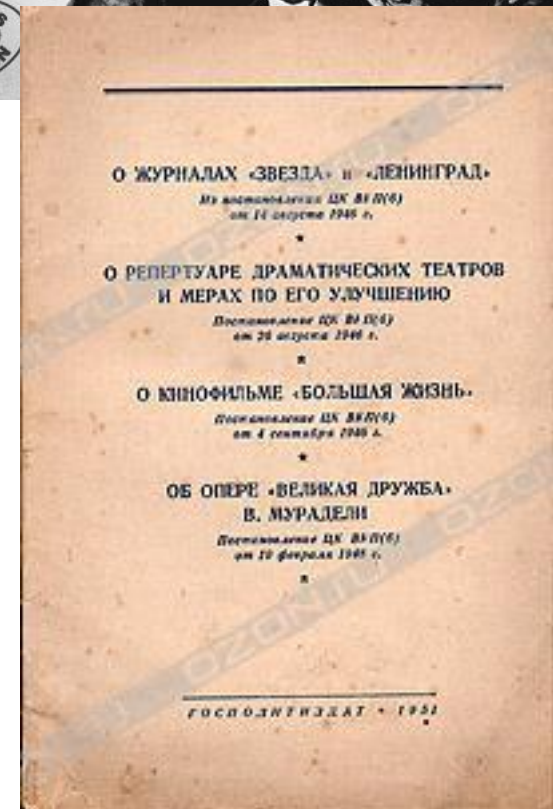 О ЖУРНАЛАХ «ЗВЕЗДА» и «ЛЕНИНГРАД»
Из постановления ЦК ВКП(б)
от 14 августа 1946 г.
О РЕПЕРТУАРЕ ДРАМАТИЧЕСКИХ ТЕАТРОВ
И МЕРАХ ПО ЕГО УЛУЧШЕНИЮ
Постановление ЦК ВКП(б)
от 26 августа 1946 г.
О КИНОФИЛЬМЕ «БОЛЬШАЯ ЖИЗНЬ»
Постановление ЦК ВКП(б)
от 4 сентября 1946 г.
ОБ ОПЕРЕ «ВЕЛИКАЯ ДРУЖБА»
В. МУРАДЕЛИ
Постановление ЦК ВКП(б)
от 10 февраля 1948 г.
ГОСПОЛИТИЗДАТ • 1951